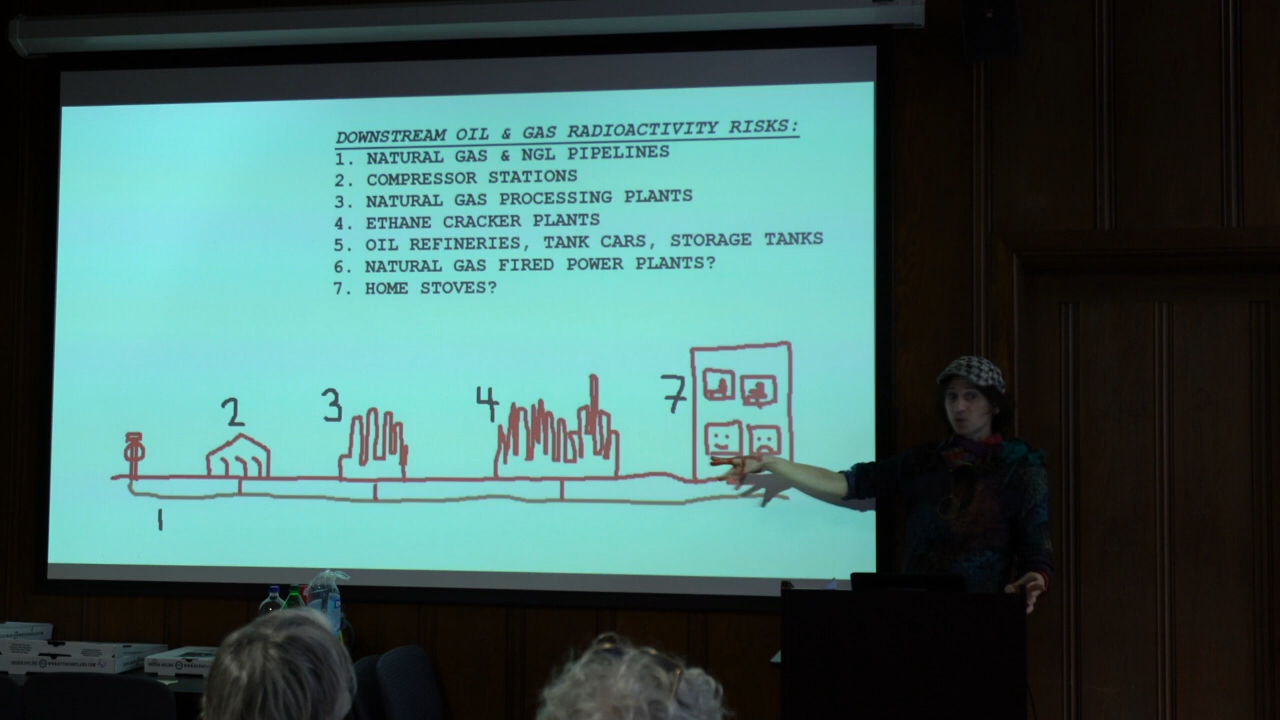 DOWNSTREAM OIL & GAS RADIOACTIVITY RISKS:
1. NATURAL GAS & NGL PIPELINES
2. COMPRESSOR STATIONS
3. NATURAL GAS PROCESSING PLANTS
4. ETHANE CRACKER PLANTS
5. OIL REFINERIES, TANK CARS, STORAGE TANKS
6. NATURAL GAS FIRED POWER PLANTS?
7. HOME STOVES?
2
3
4
7
1